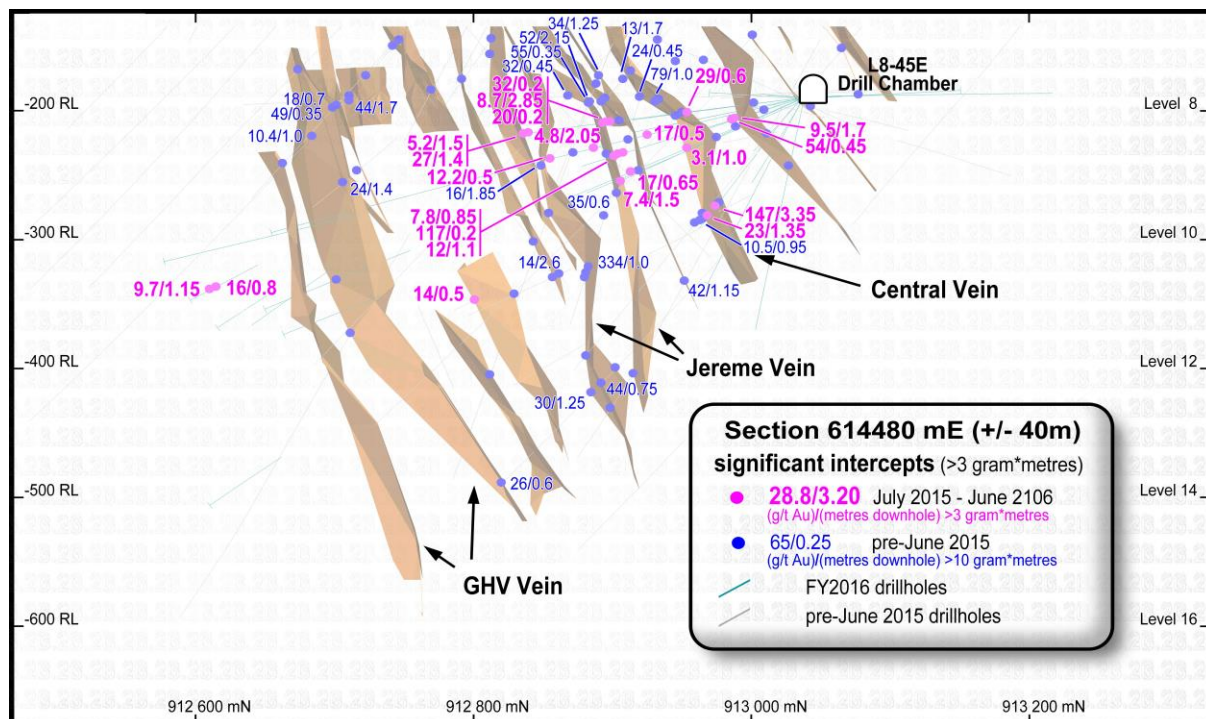 34/1.25
13/1.7
52/2.15
24/0.45
55/0.35
32/0.45
79/1.0
29/0.6
L8-45E
Drill Chamber
-200 RL
18/0.7
49/0.35
44/1.7
32/0.2
8.7/2.85
20/0.2
Level 8
10.4/1.0
5.2/1.5
27/1.4
4.8/2.05
17/0.5
9.5/1.7
54/0.45
12.2/0.5
3.1/1.0
24/1.4
16/1.85
17/0.65
7.4/1.5
35/0.6
7.8/0.85
117/0.2
12/1.1
147/3.35
23/1.35
10.5/0.95
-300 RL
Level 10
14/2.6
334/1.0
42/1.15
Central Vein
9.7/1.15
16/0.8
14/0.5
-400 RL
Level 12
Jereme Vein
44/0.75
30/1.25
26/0.6
-500 RL
Level 14
GHV Vein
-600 RL
Level 16
Section 614480 mE (+/- 40m)
significant intercepts (>3 gram*metres)
28.8/3.20 July 2015 - June 2106
(g/t Au)/(metres downhole) >3 gram*metres
65/0.25 pre-June 2015
(g/t Au)/(metres downhole) >10 gram*metres
FY2016 drillholes
pre-June 2015 drillholes
912 600 mN
912 800 mN
913 000 mN
913 200 mN